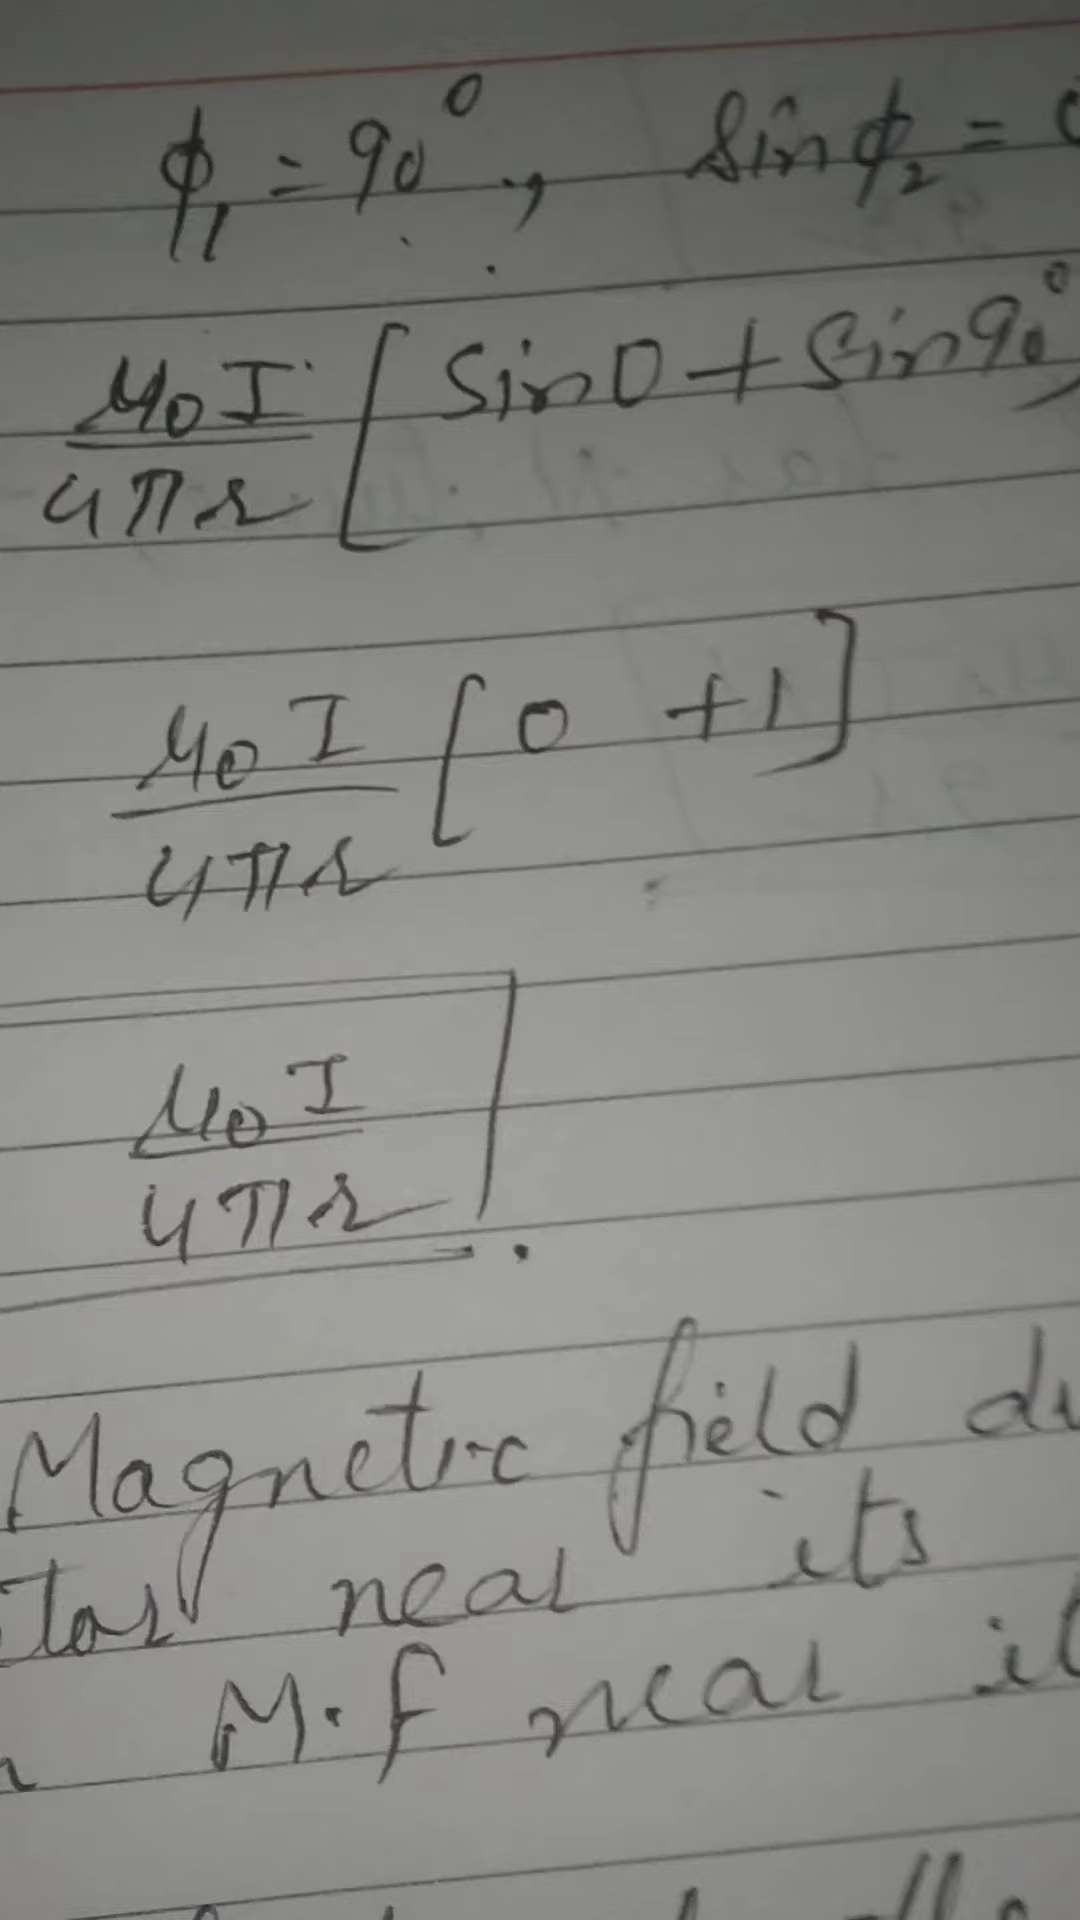 φ₁ = 90°, Sin φ₂ =
μ₀I / 4πr [Sin 0 + Sin 90°
μ₀I / 4πr [0 + 1]
μ₀I / 4πr
Magnetic field
near its
M.F near